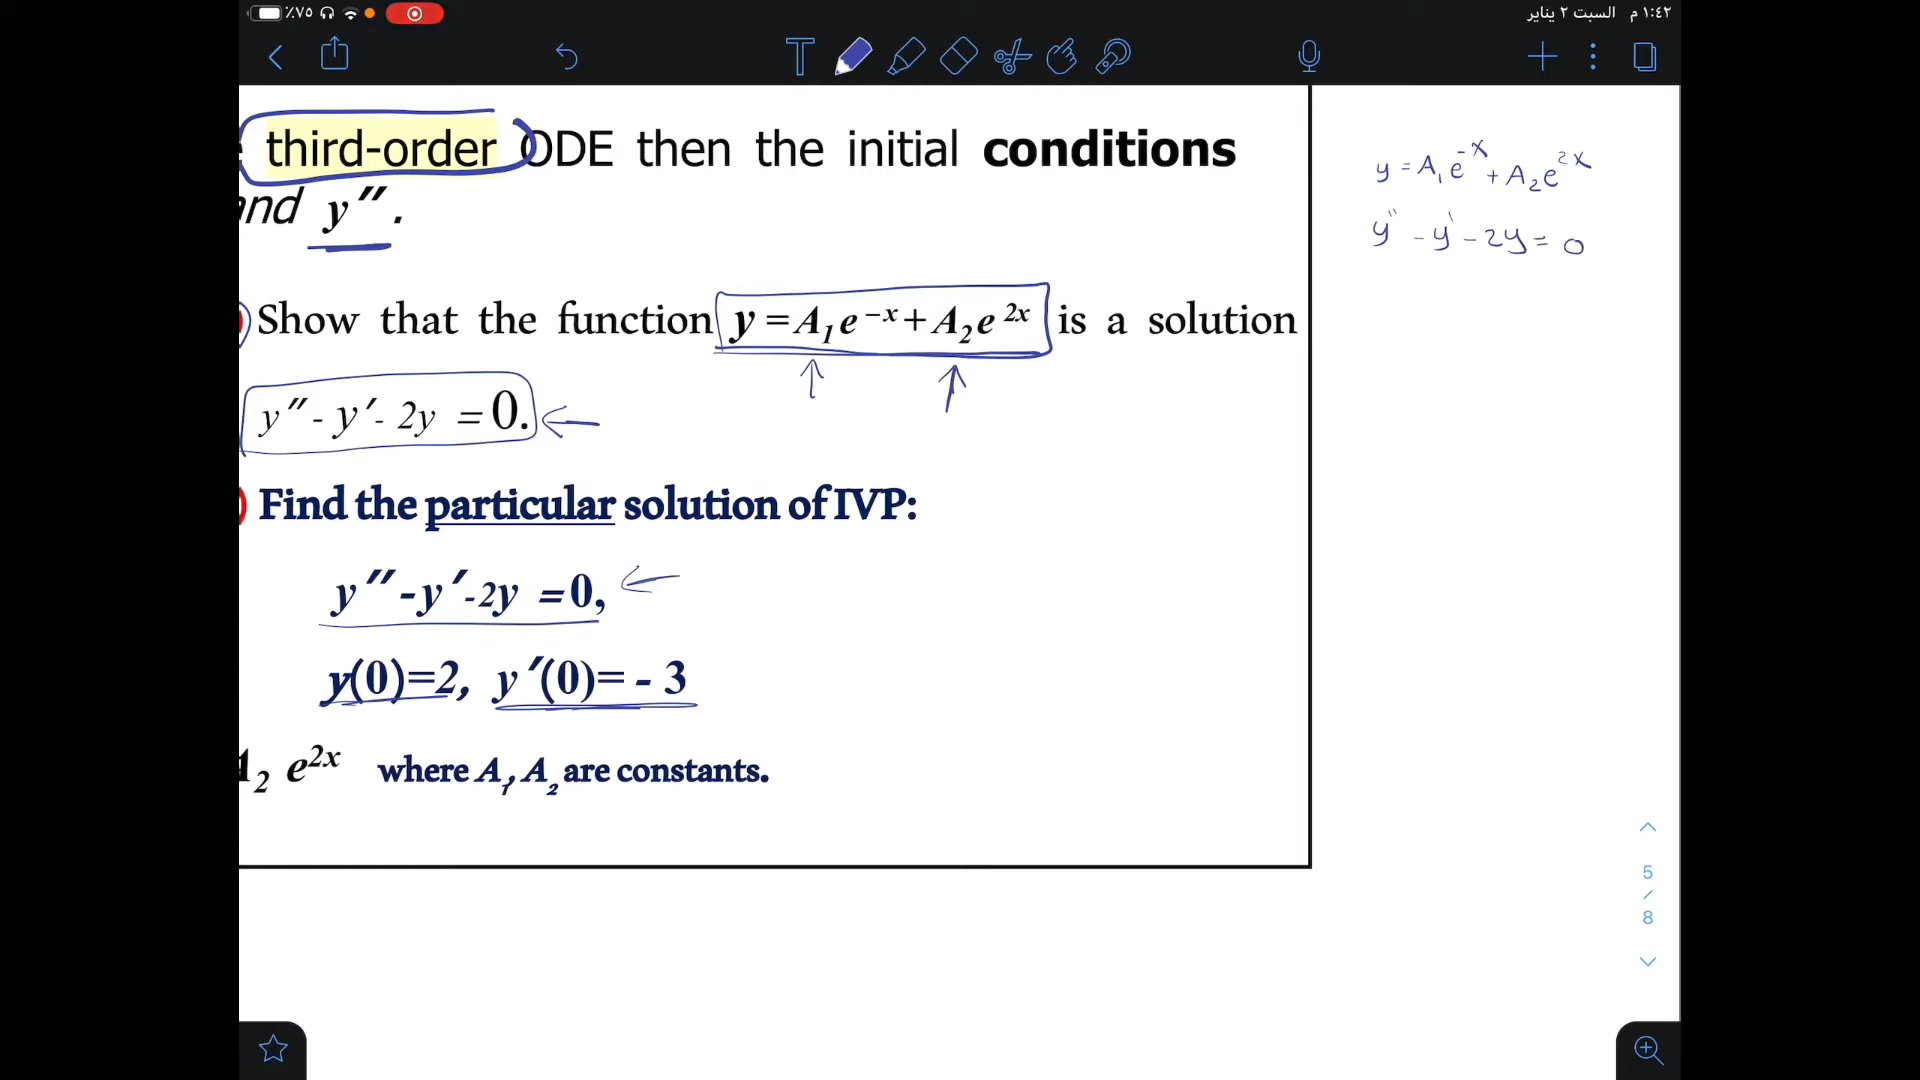 ٪٧٥
١:٤٢ م السبت ٢ يناير
third-order ODE then the initial conditions
and y″.
Show that the function y = A₁e⁻ˣ + A₂e²ˣ is a solution
y″ - y′ - 2y = 0.
Find the particular solution of IVP:
y″ - y′ - 2y = 0,
y(0)=2, y′(0)= - 3
A₂ e²ˣ where A₁, A₂ are constants.
y = A₁e⁻ˣ + A₂e²ˣ
y″ - y′ - 2y = 0
5
/
8